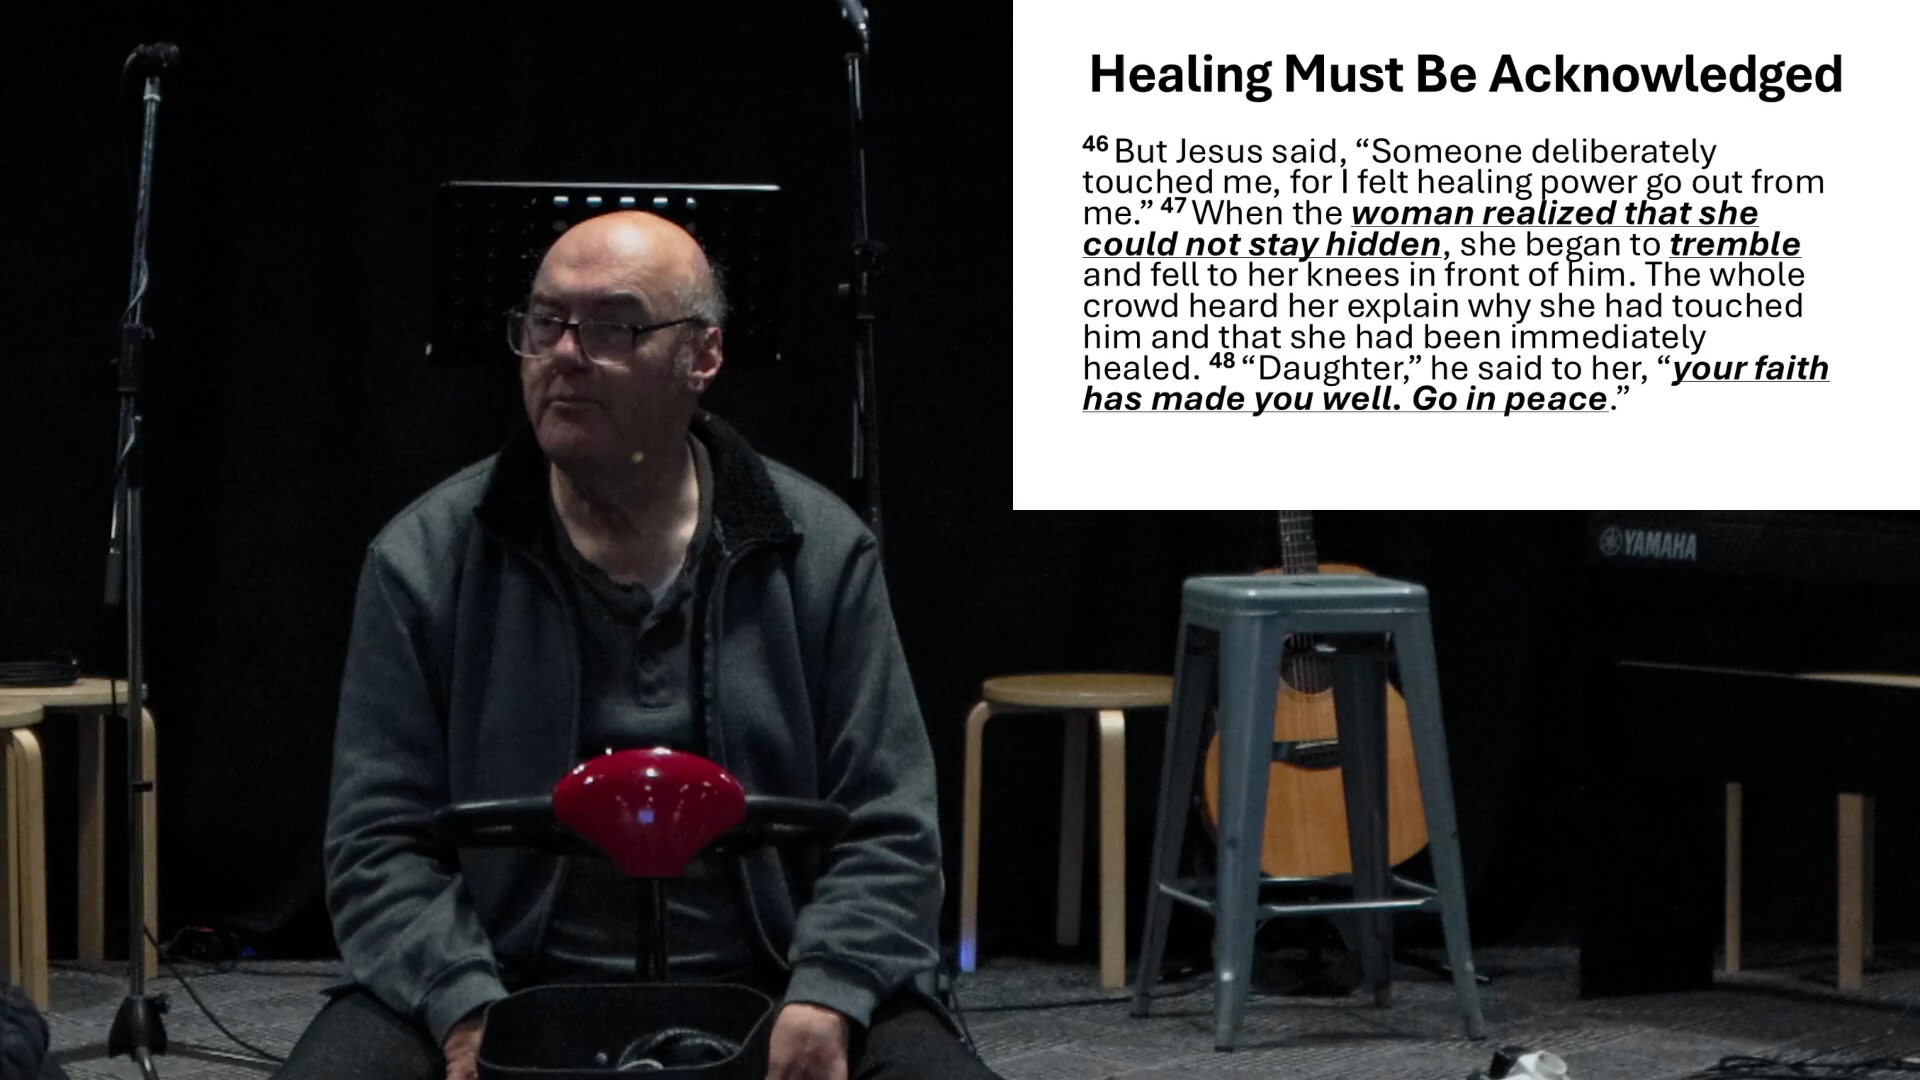 Healing Must Be Acknowledged
46 But Jesus said, “Someone deliberately
touched me, for I felt healing power go out from
me.” 47 When the woman realized that she
could not stay hidden, she began to tremble
and fell to her knees in front of him. The whole
crowd heard her explain why she had touched
him and that she had been immediately
healed. 48 “Daughter,” he said to her, “your faith
has made you well. Go in peace.”
YAMAHA